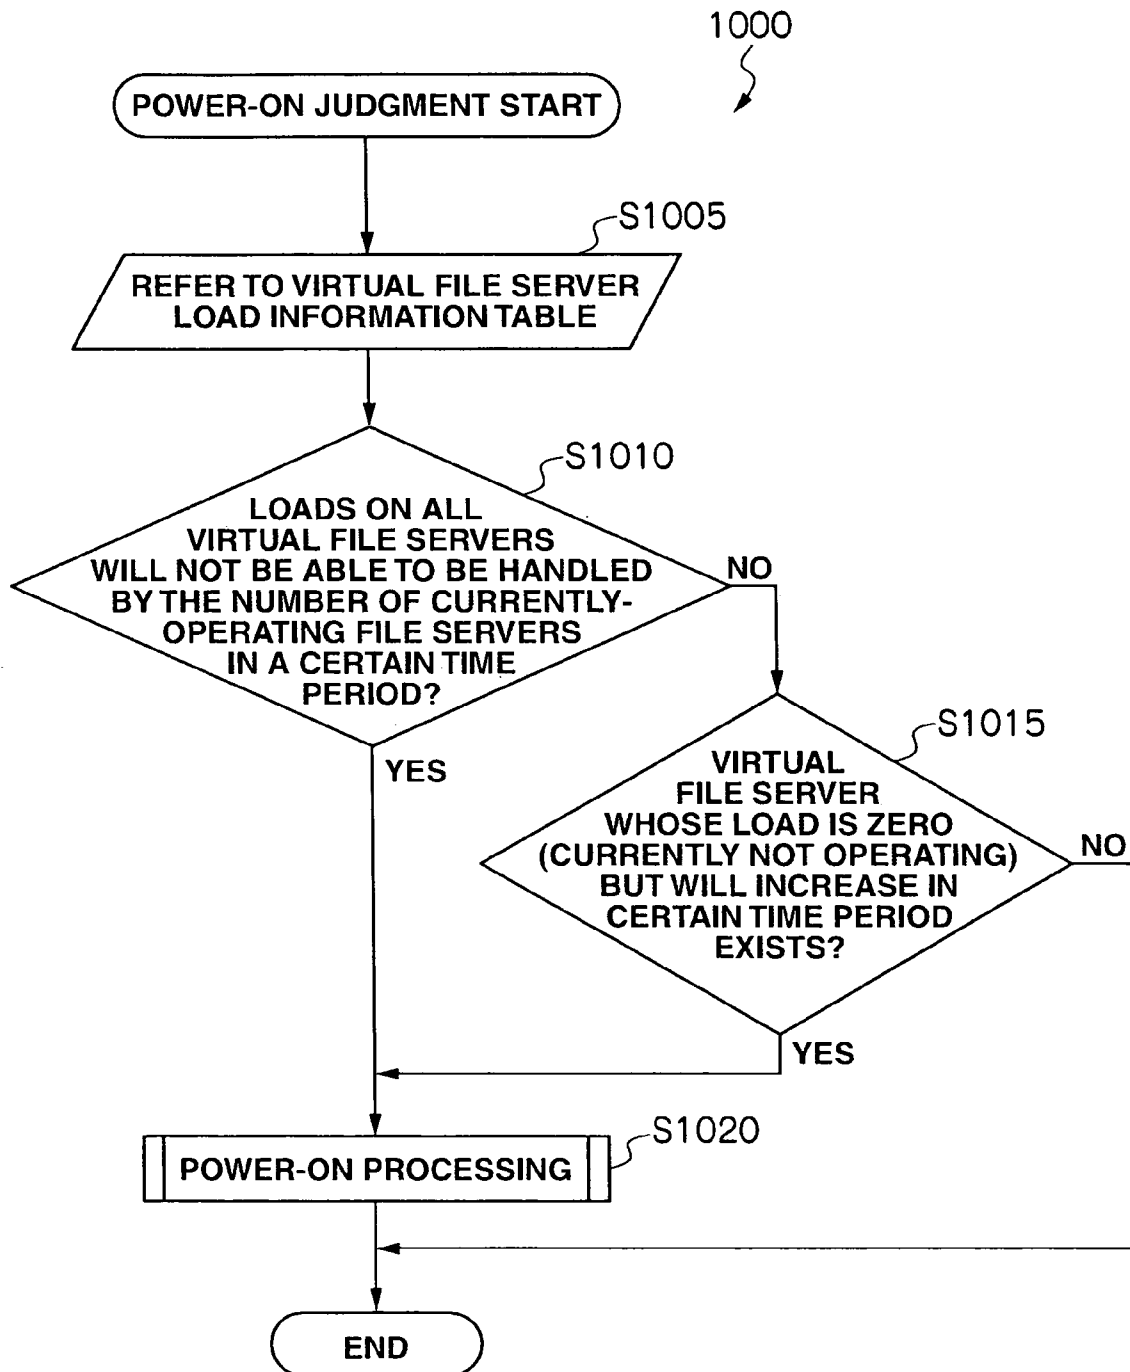 1000
POWER-ON JUDGMENT START
S1005
REFER TO VIRTUAL FILE SERVER
LOAD INFORMATION TABLE
S1010
LOADS ON ALL
VIRTUAL FILE SERVERS
WILL NOT BE ABLE TO BE HANDLED
BY THE NUMBER OF CURRENTLY-
OPERATING FILE SERVERS
IN A CERTAIN TIME
PERIOD?
NO
YES
S1015
VIRTUAL
FILE SERVER
WHOSE LOAD IS ZERO
(CURRENTLY NOT OPERATING)
BUT WILL INCREASE IN
CERTAIN TIME PERIOD
EXISTS?
NO
YES
S1020
POWER-ON PROCESSING
END